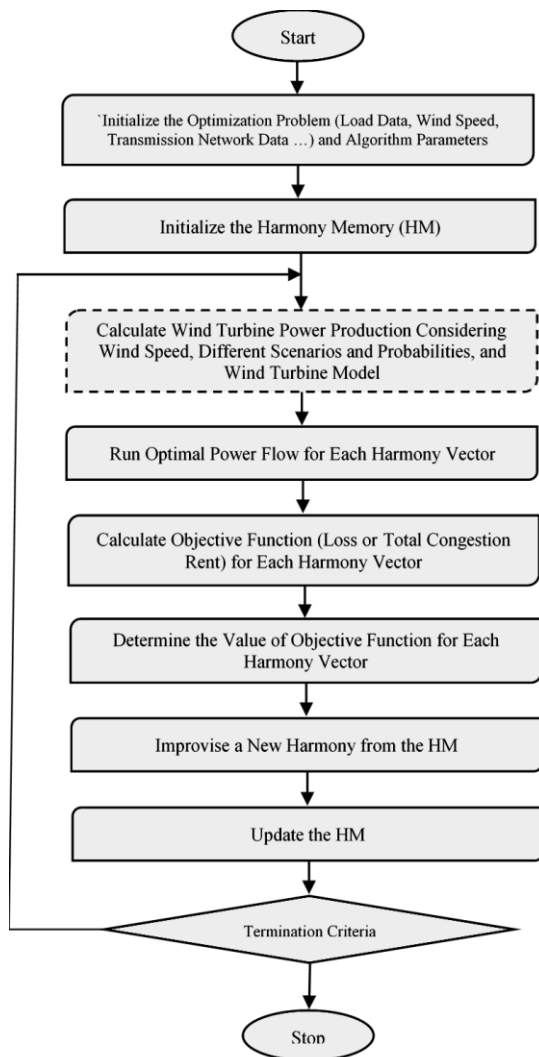 Start
`Initialize the Optimization Problem (Load Data, Wind Speed,
Transmission Network Data ...) and Algorithm Parameters
Initialize the Harmony Memory (HM)
Calculate Wind Turbine Power Production Considering
Wind Speed, Different Scenarios and Probabilities, and
Wind Turbine Model
Run Optimal Power Flow for Each Harmony Vector
Calculate Objective Function (Loss or Total Congestion
Rent) for Each Harmony Vector
Determine the Value of Objective Function for Each
Harmony Vector
Improvise a New Harmony from the HM
Update the HM
Termination Criteria
Stop